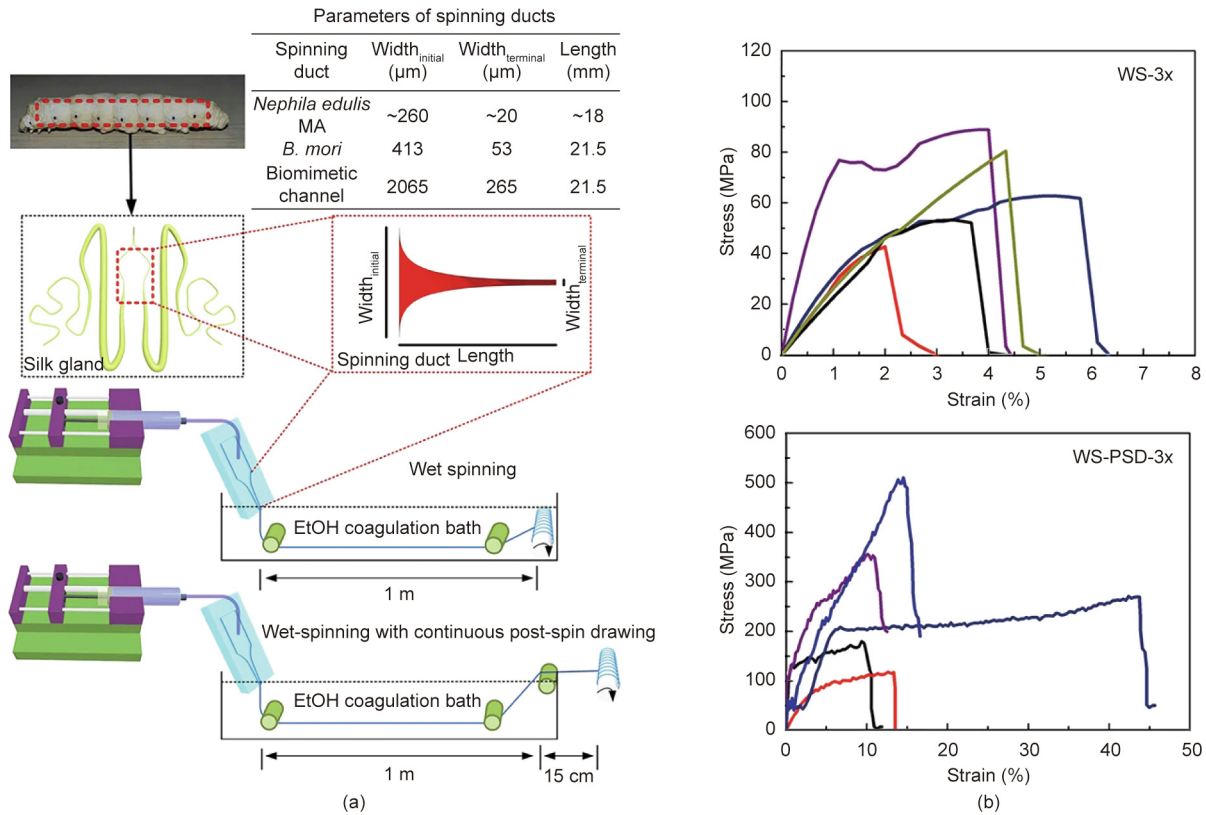 Parameters of spinning ducts
Spinning duct Width_initial (μm) Width_terminal (μm) Length (mm)
Nephila edulis MA ~260 ~20 ~18
B. mori 413 53 21.5
Biomimetic channel 2065 265 21.5
Silk gland
Width_initial
Width_terminal
Spinning duct
Length
Wet spinning
EtOH coagulation bath
1 m
Wet-spinning with continuous post-spin drawing
EtOH coagulation bath
1 m
15 cm
(a)
WS-3x
Stress (MPa)
120
100
80
60
40
20
0
0 1 2 3 4 5 6 7 8
Strain (%)
WS-PSD-3x
Stress (MPa)
600
500
400
300
200
100
0
0 10 20 30 40 50
Strain (%)
(b)